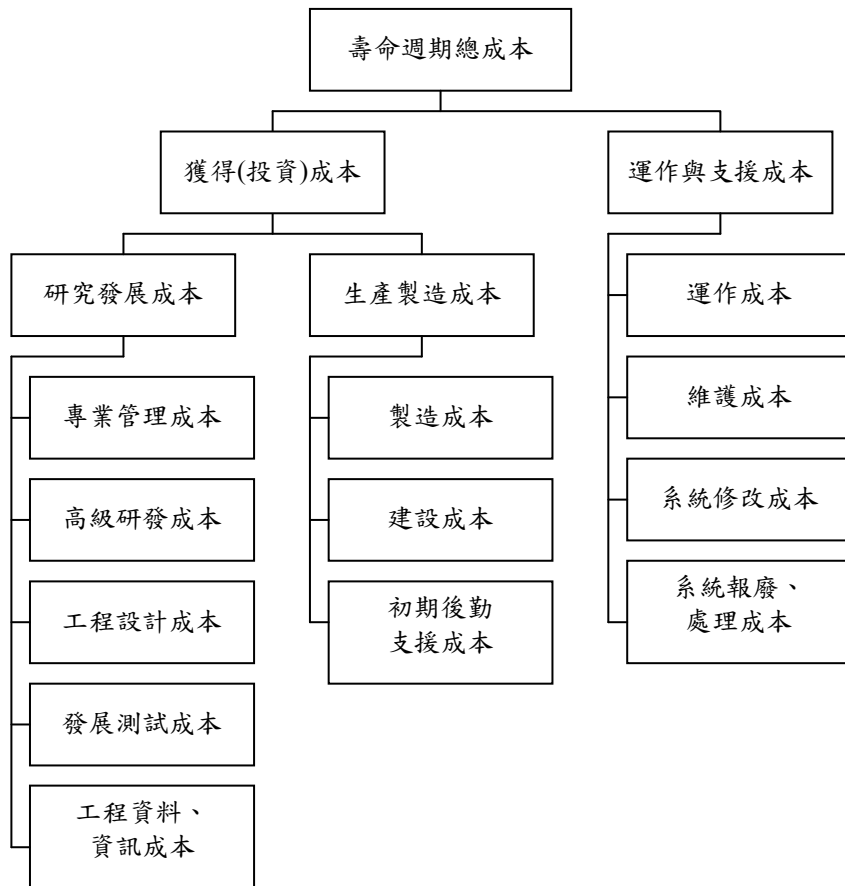 壽命週期總成本
獲得(投資)成本
運作與支援成本
研究發展成本
生產製造成本
運作成本
專業管理成本
製造成本
維護成本
高級研發成本
建設成本
系統修改成本
工程設計成本
初期後勤
支援成本
系統報廢、
處理成本
發展測試成本
工程資料、
資訊成本